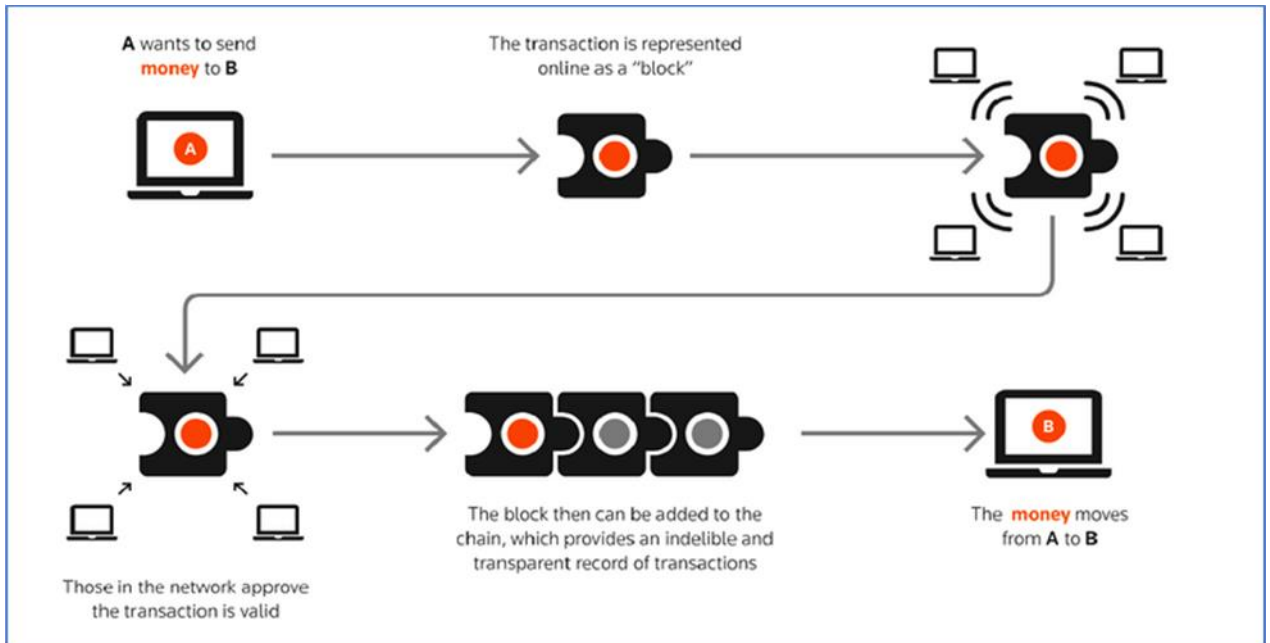 A wants to send
money to B
The transaction is represented
online as a “block”
A
Those in the network approve
the transaction is valid
The block then can be added to the
chain, which provides an indelible and
transparent record of transactions
B
The money moves
from A to B